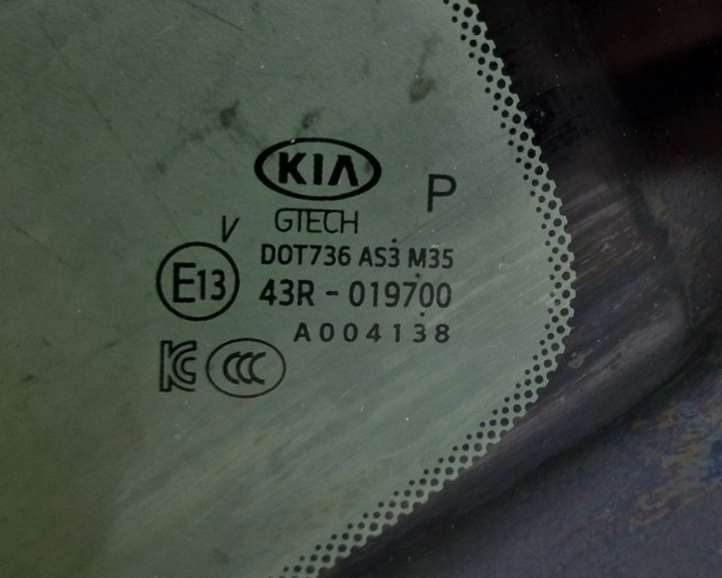 KIA
P
GTECH
V
DOT736 AS3 M35
E13
43R - 019700
A004138
KC
CCC